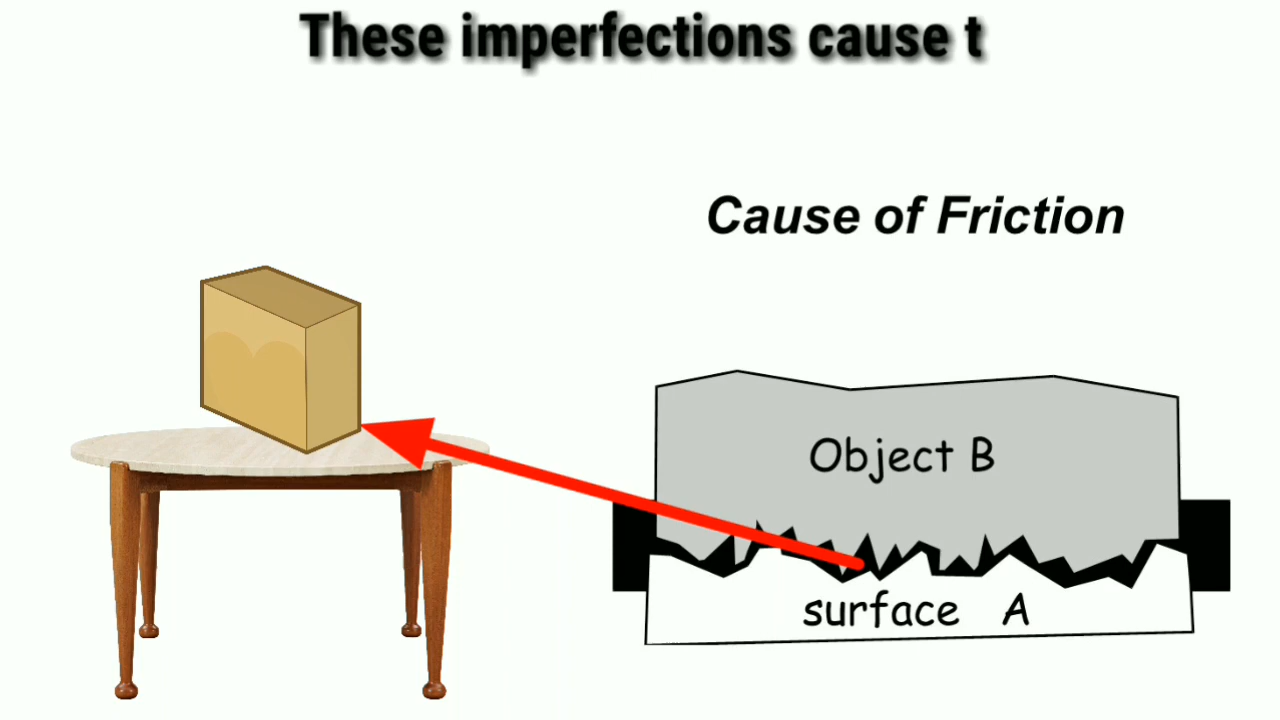 These imperfections cause t
Cause of Friction
Object B
surface A